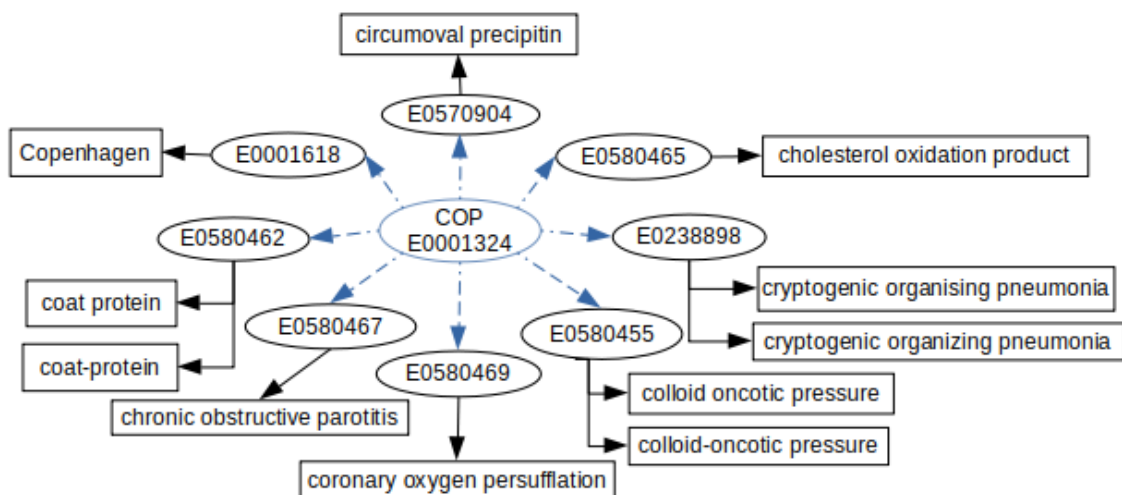 circumoval precipitin
E0570904
Copenhagen
E0001618
E0580465
cholesterol oxidation product
COP
E0001324
E0580462
E0238898
coat protein
cryptogenic organising pneumonia
E0580467
E0580455
cryptogenic organizing pneumonia
coat-protein
E0580469
colloid oncotic pressure
chronic obstructive parotitis
colloid-oncotic pressure
coronary oxygen persufflation